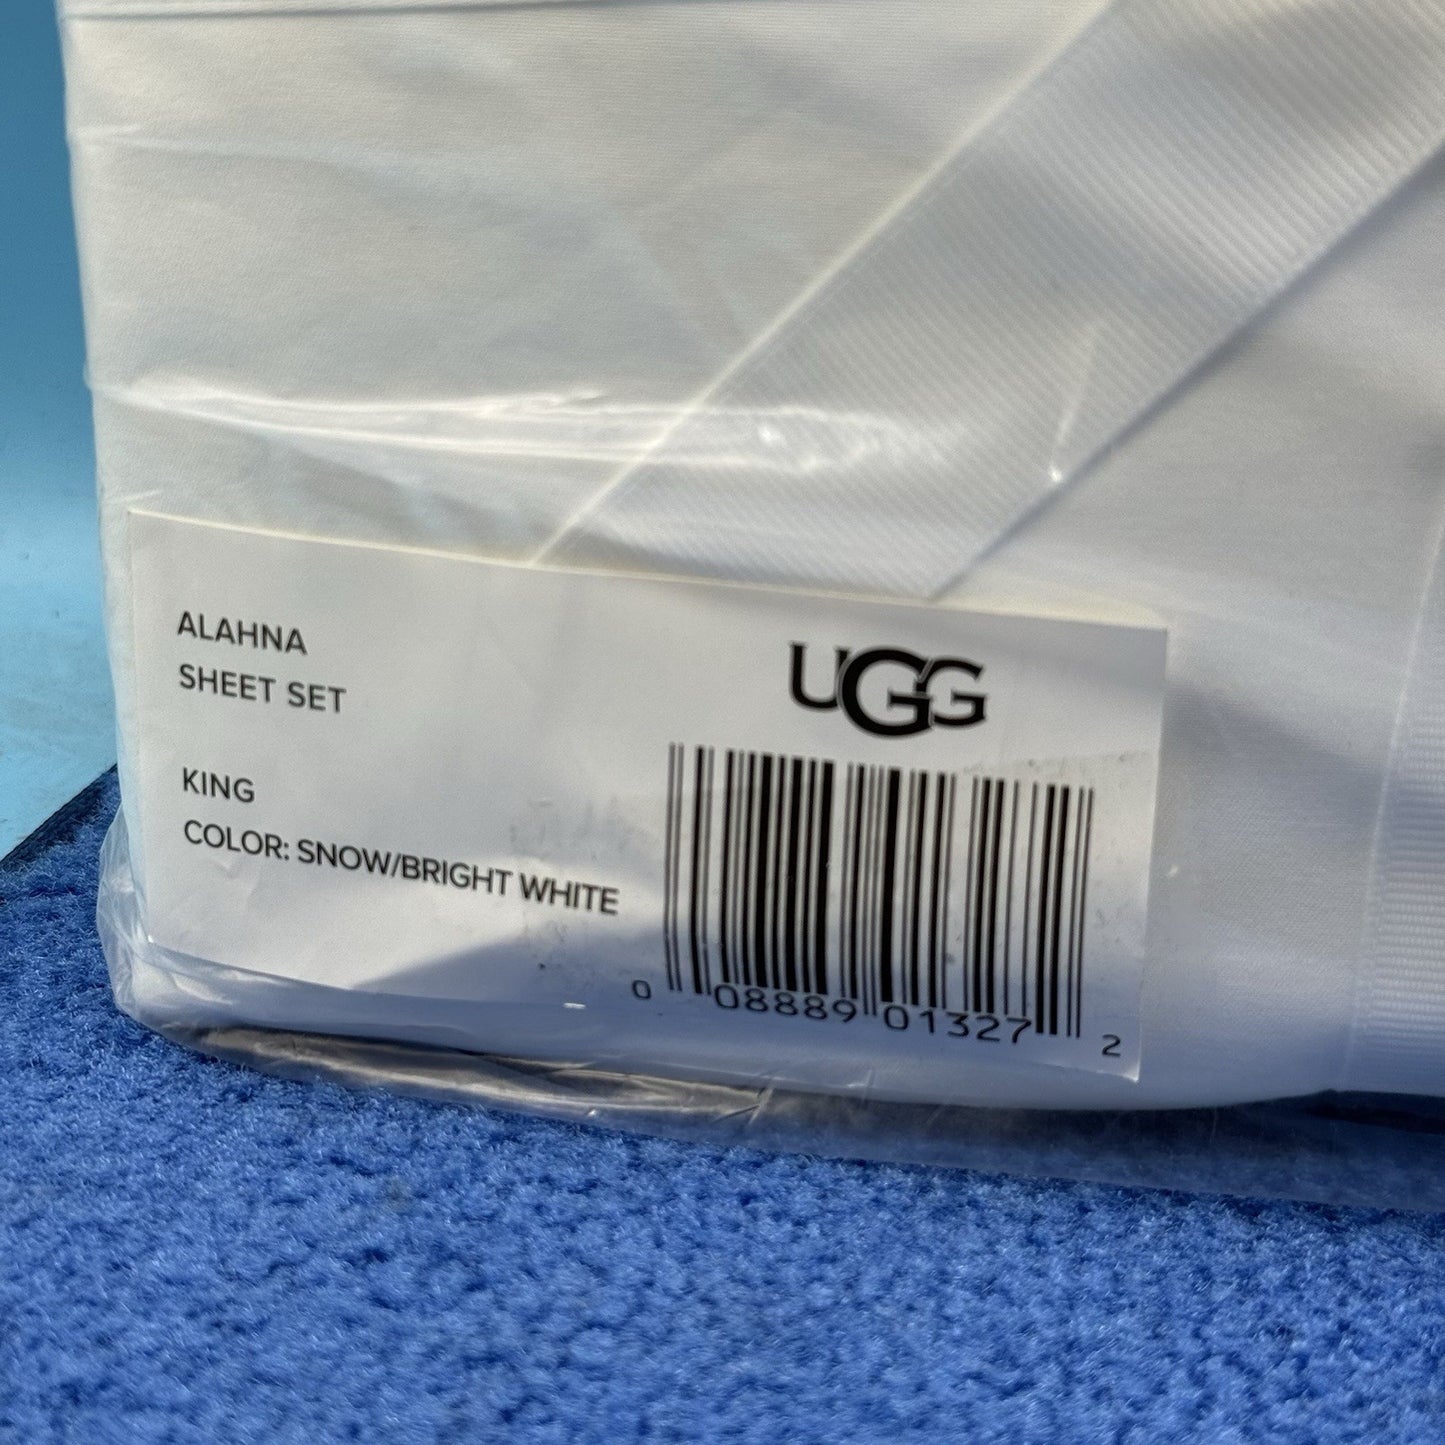 ALAHNA
SHEET SET
KING
COLOR: SNOW/BRIGHT WHITE
UGG
0 08889 01327 2